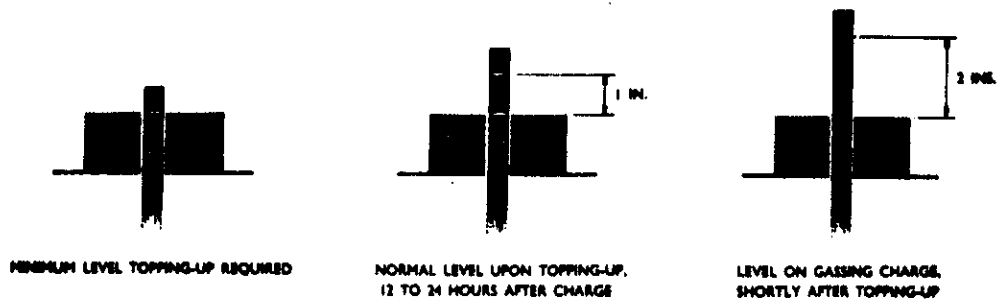 1 IN.
2 INS.
MINIMUM LEVEL TOPPING-UP REQUIRED
NORMAL LEVEL UPON TOPPING-UP,
12 TO 24 HOURS AFTER CHARGE
LEVEL ON GASSING CHARGE,
SHORTLY AFTER TOPPING-UP